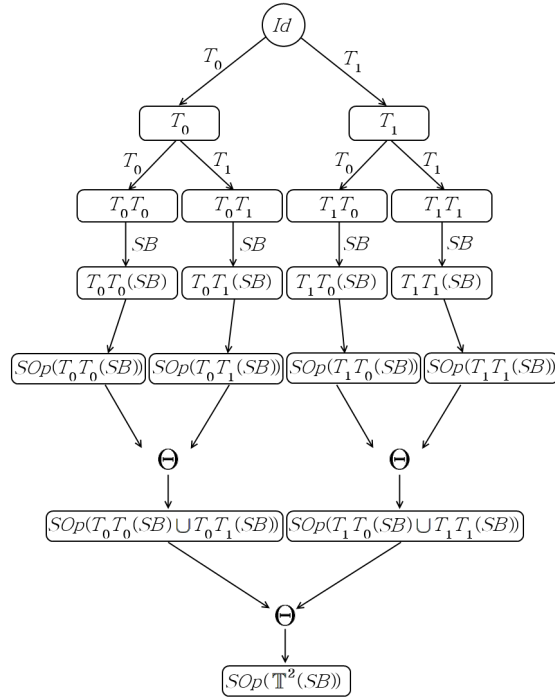 Id
T₀ T₁
T₀ T₁
T₀ T₁ T₀ T₁
T₀T₀ T₀T₁ T₁T₀ T₁T₁
SB SB SB SB
T₀T₀(SB) T₀T₁(SB) T₁T₀(SB) T₁T₁(SB)
SOp(T₀T₀(SB)) SOp(T₀T₁(SB)) SOp(T₁T₀(SB)) SOp(T₁T₁(SB))
Θ Θ
SOp(T₀T₀(SB)∪T₀T₁(SB)) SOp(T₁T₀(SB)∪T₁T₁(SB))
Θ
SOp(𝕋²(SB))